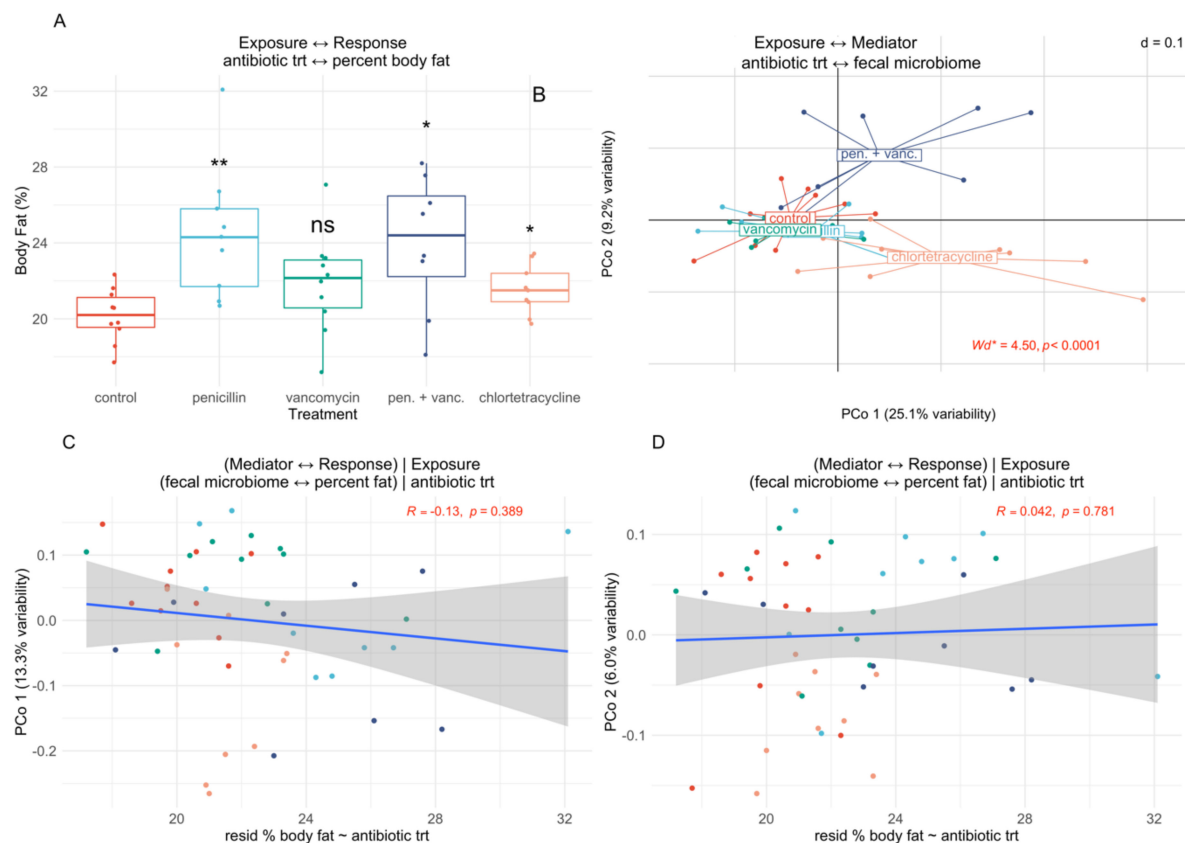 A
Exposure ↔ Response
antibiotic trt ↔ percent body fat
32
28
24
20
Body Fat (%)
**
ns
*
*
control
penicillin
vancomycin
pen. + vanc.
chlortetracycline
Treatment
B
Exposure ↔ Mediator
antibiotic trt ↔ fecal microbiome
d = 0.1
PCo 2 (9.2% variability)
pen. + vanc.
control
vancomycin
illin
chlortetracycline
Wd* = 4.50, p< 0.0001
PCo 1 (25.1% variability)
C
(Mediator ↔ Response) | Exposure
(fecal microbiome ↔ percent fat) | antibiotic trt
R = -0.13, p = 0.389
0.1
0.0
-0.1
-0.2
PCo 1 (13.3% variability)
20
24
28
32
resid % body fat ~ antibiotic trt
D
(Mediator ↔ Response) | Exposure
(fecal microbiome ↔ percent fat) | antibiotic trt
R = 0.042, p = 0.781
0.1
0.0
-0.1
PCo 2 (6.0% variability)
20
24
28
32
resid % body fat ~ antibiotic trt